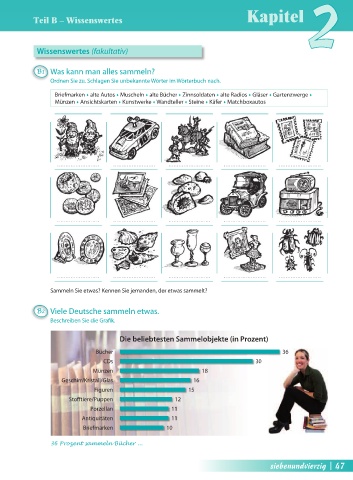 Teil B – Wissenswertes
Kapitel 2
Wissenswertes (fakultativ)
B1 Was kann man alles sammeln?
Ordnen Sie zu. Schlagen Sie unbekannte Wörter im Wörterbuch nach.
Briefmarken • alte Autos • Muscheln • alte Bücher • Zinnsoldaten • alte Radios • Gläser • Gartenzwerge •
Münzen • Ansichtskarten • Kunstwerke • Wandteller • Steine • Käfer • Matchboxautos
Sammeln Sie etwas? Kennen Sie jemanden, der etwas sammelt?
B2 Viele Deutsche sammeln etwas.
Beschreiben Sie die Grafik.
Die beliebtesten Sammelobjekte (in Prozent)
Bücher 36
CDs 30
Münzen 18
Geschirr/Kristall/Glas 16
Figuren 15
Stofftiere/Puppen 12
Porzellan 11
Antiquitäten 11
Briefmarken 10
36 Prozent sammeln Bücher ...
siebenundvierzig | 47